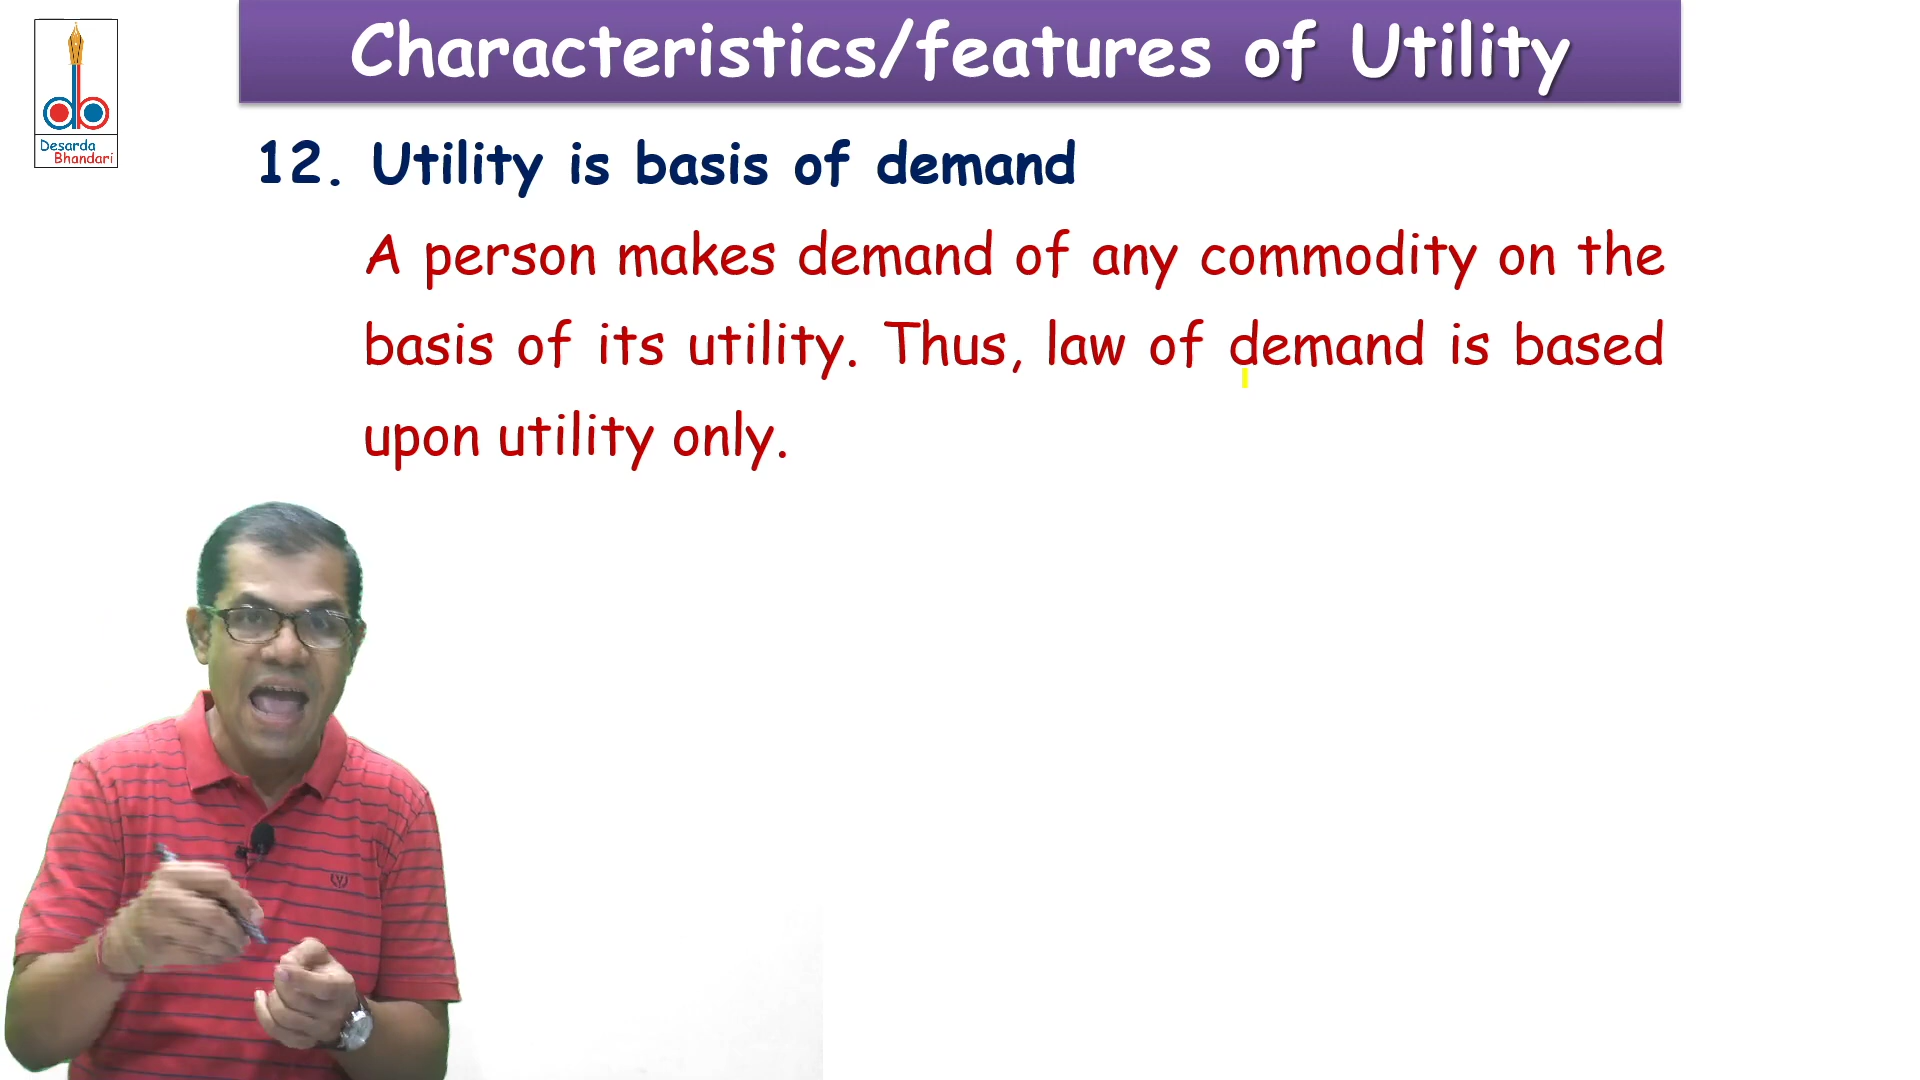 Characteristics/features of Utility
Desarda
Bhandari
12. Utility is basis of demand
A person makes demand of any commodity on the
basis of its utility. Thus, law of demand is based
upon utility only.